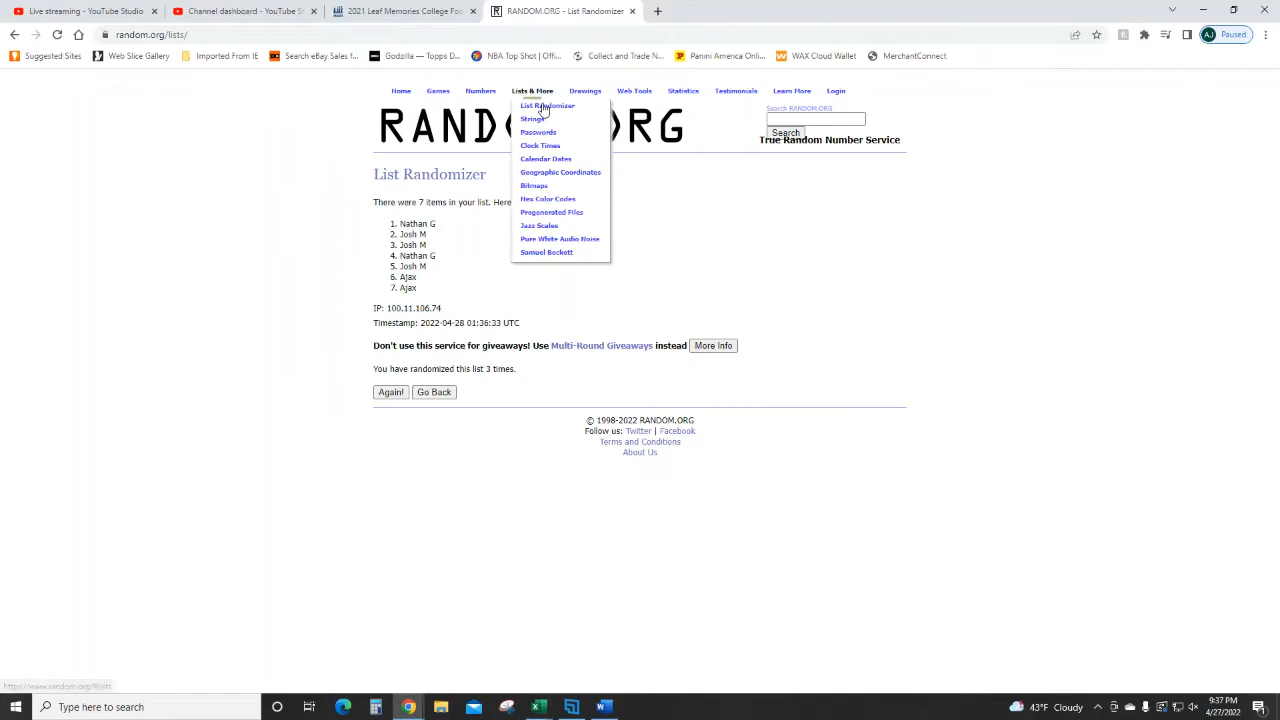 Live streaming - YouTube Studio
Channel dashboard - YouTube St
2021 Leaf Memories College Foo
RANDOM.ORG - List Randomizer
random.org/lists/
AJ Paused
Suggested Sites
Web Slice Gallery
Imported From IE
Search eBay Sales f...
Godzilla — Topps D...
NBA Top Shot | Offi...
Collect and Trade N...
Panini America Onlin...
WAX Cloud Wallet
MerchantConnect
Home Games Numbers Lists & More Drawings Web Tools Statistics Testimonials Learn More Login
List Randomizer
Strings
Passwords
Clock Times
Calendar Dates
Geographic Coordinates
Bitmaps
Hex Color Codes
Pregenerated Files
Jazz Scales
Pure White Audio Noise
Samuel Beckett
Search RANDOM.ORG
Search
True Random Number Service
List Randomizer
There were 7 items in your list. Here
1. Nathan G
2. Josh M
3. Josh M
4. Nathan G
5. Josh M
6. Ajax
7. Ajax
IP: 100.11.106.74
Timestamp: 2022-04-28 01:36:33 UTC
Don't use this service for giveaways! Use Multi-Round Giveaways instead More Info
You have randomized this list 3 times.
Again! Go Back
© 1998-2022 RANDOM.ORG
Follow us: Twitter | Facebook
Terms and Conditions
About Us
Type here to search
43°F Cloudy
9:37 PM
4/27/2022